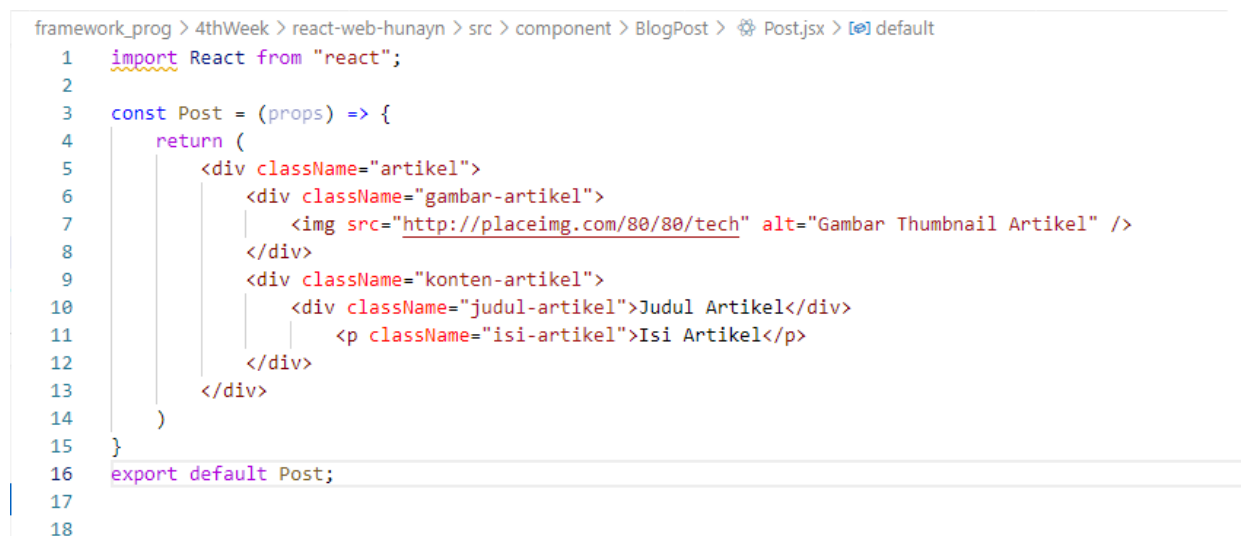 framework_prog > 4thWeek > react-web-hunayn > src > component > BlogPost > Post.jsx > default
1 import React from "react";
2
3 const Post = (props) => {
4 return (
5 <div className="artikel">
6 <div className="gambar-artikel">
7 <img src="http://placeimg.com/80/80/tech" alt="Gambar Thumbnail Artikel" />
8 </div>
9 <div className="konten-artikel">
10 <div className="judul-artikel">Judul Artikel</div>
11 <p className="isi-artikel">Isi Artikel</p>
12 </div>
13 </div>
14 )
15 }
16 export default Post;
17
18